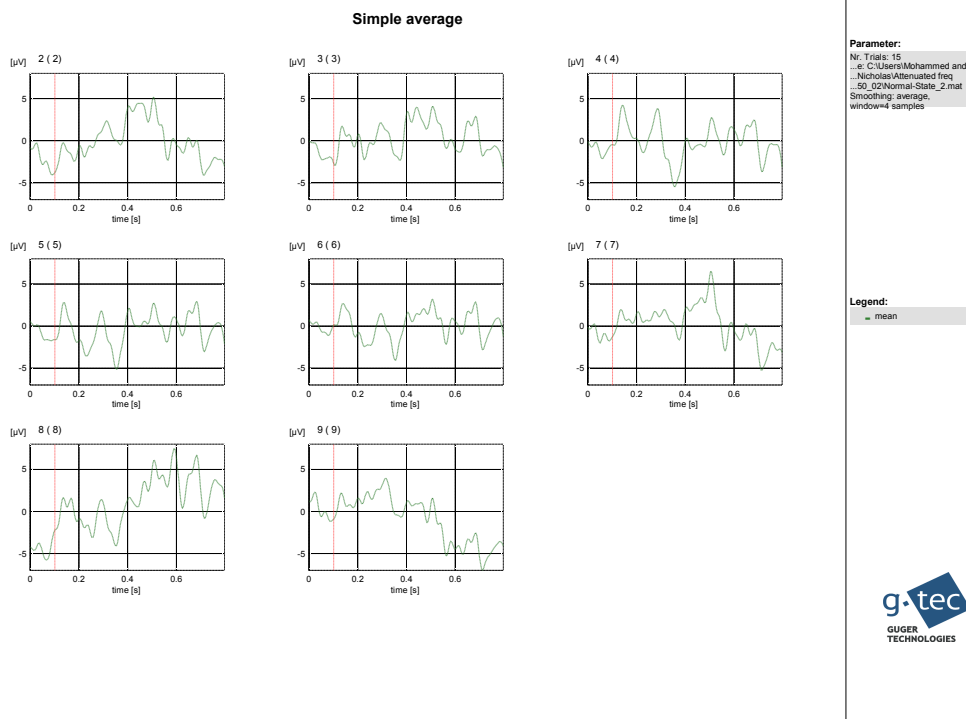 Simple average
[µV] 2 ( 2)
5
0
-5
0 0.2 0.4 0.6
time [s]
[µV] 3 ( 3)
5
0
-5
0 0.2 0.4 0.6
time [s]
[µV] 4 ( 4)
5
0
-5
0 0.2 0.4 0.6
time [s]
[µV] 5 ( 5)
5
0
-5
0 0.2 0.4 0.6
time [s]
[µV] 6 ( 6)
5
0
-5
0 0.2 0.4 0.6
time [s]
[µV] 7 ( 7)
5
0
-5
0 0.2 0.4 0.6
time [s]
[µV] 8 ( 8)
5
0
-5
0 0.2 0.4 0.6
time [s]
[µV] 9 ( 9)
5
0
-5
0 0.2 0.4 0.6
time [s]
Parameter:
Nr. Trials: 15
...e: C:\Users\Mohammed and
...Nicholas\Attenuated freq
...50_02\Normal-State_2.mat
Smoothing: average,
window=4 samples
Legend:
mean
g.tec
GUGER
TECHNOLOGIES